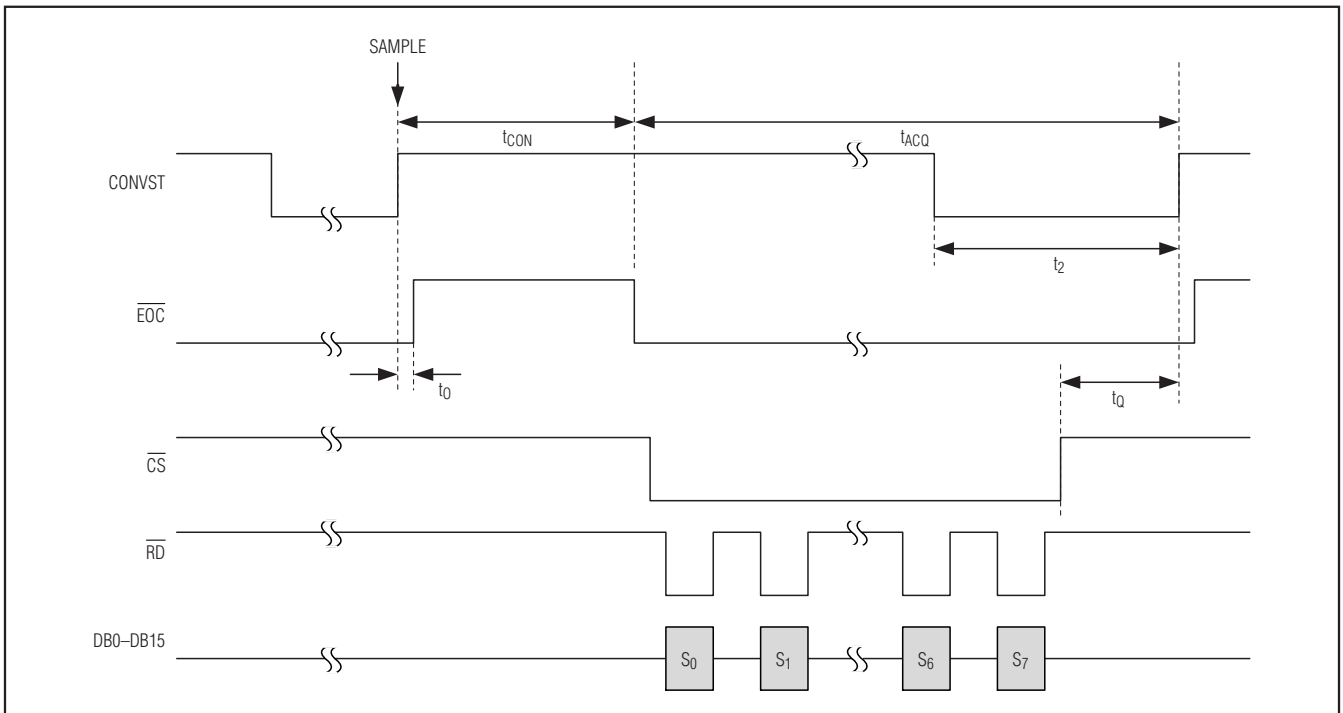 SAMPLE
tCON
tACQ
CONVST
t2
EOC
t0
tQ
CS
RD
DB0–DB15
S0
S1
S6
S7